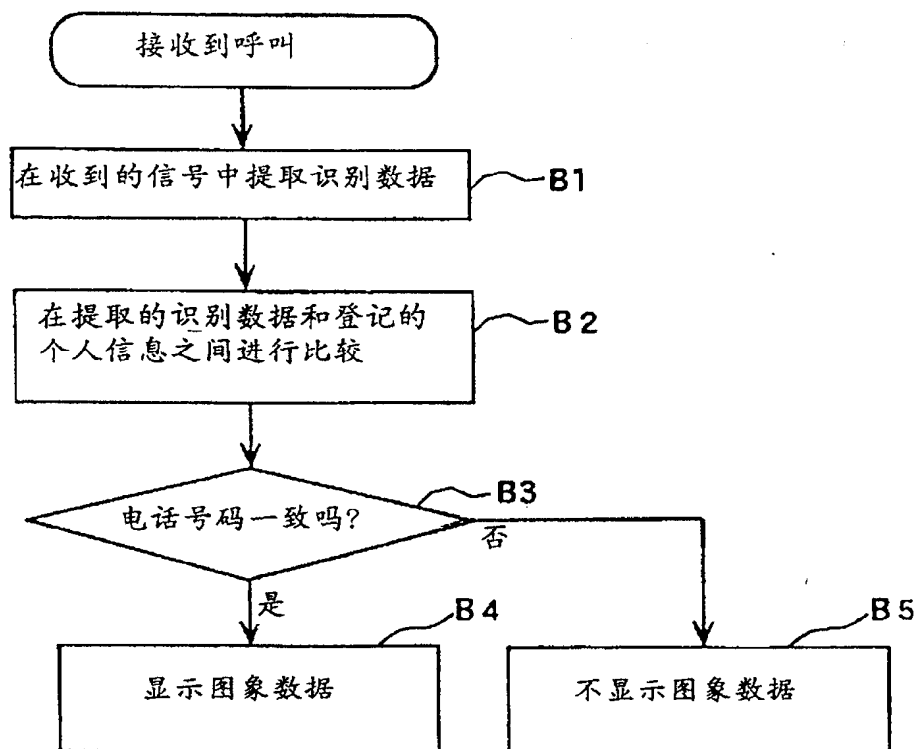 接收到呼叫
在收到的信号中提取识别数据
B1
在提取的识别数据和登记的
个人信息之间进行比较
B2
电话号码一致吗?
B3
否
是
B4
显示图象数据
B5
不显示图象数据